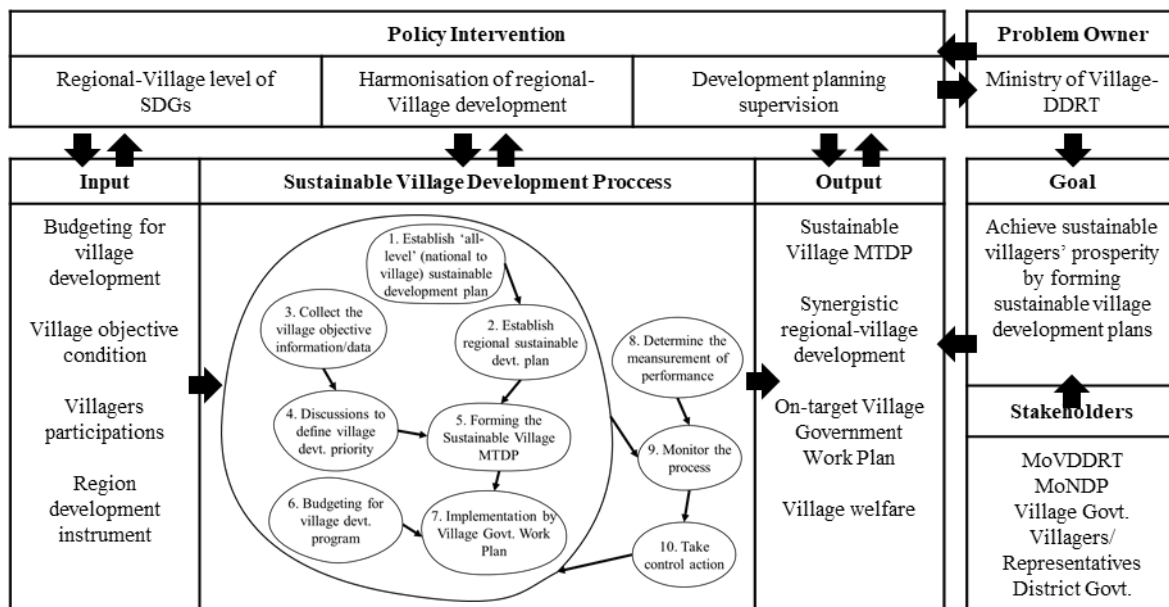 Policy Intervention
Problem Owner
Regional-Village level of
SDGs
Harmonisation of regional-
Village development
Development planning
supervision
Ministry of Village-
DDRT
Input
Budgeting for
village
development
Village objective
condition
Villagers
participations
Region
development
instrument
Sustainable Village Development Proccess
1. Establish ‘all-
level’ (national to
village) sustainable
development plan
2. Establish
regional sustainable
devt. plan
3. Collect the
village objective
information/data
4. Discussions to
define village
devt. priority
5. Forming the
Sustainable Village
MTDP
6. Budgeting for
village devt.
program
7. Implementation by
Village Govt. Work
Plan
8. Determine the
meansurement of
performance
9. Monitor the
process
10. Take
control action
Output
Sustainable
Village MTDP
Synergistic
regional-village
development
On-target Village
Government
Work Plan
Village welfare
Goal
Achieve sustainable
villagers’ prosperity
by forming
sustainable village
development plans
Stakeholders
MoVDDRT
MoNDP
Village Govt.
Villagers/
Representatives
District Govt.